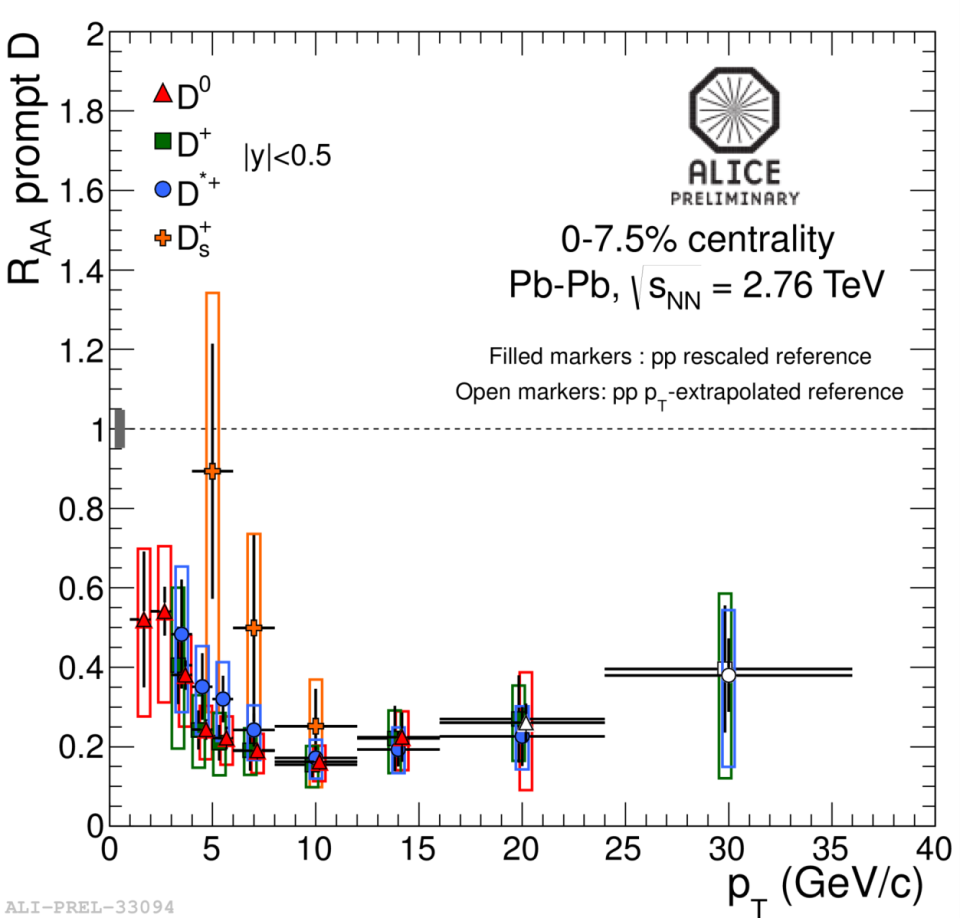 R_AA prompt D
2
1.8
1.6
1.4
1.2
1
0.8
0.6
0.4
0.2
0
D^0
D^+
D^*+
D_s^+
|y|<0.5
ALICE
PRELIMINARY
0-7.5% centrality
Pb-Pb, √s_NN = 2.76 TeV
Filled markers : pp rescaled reference
Open markers: pp p_T-extrapolated reference
0 5 10 15 20 25 30 35 40
p_T (GeV/c)
ALI-PREL-33094